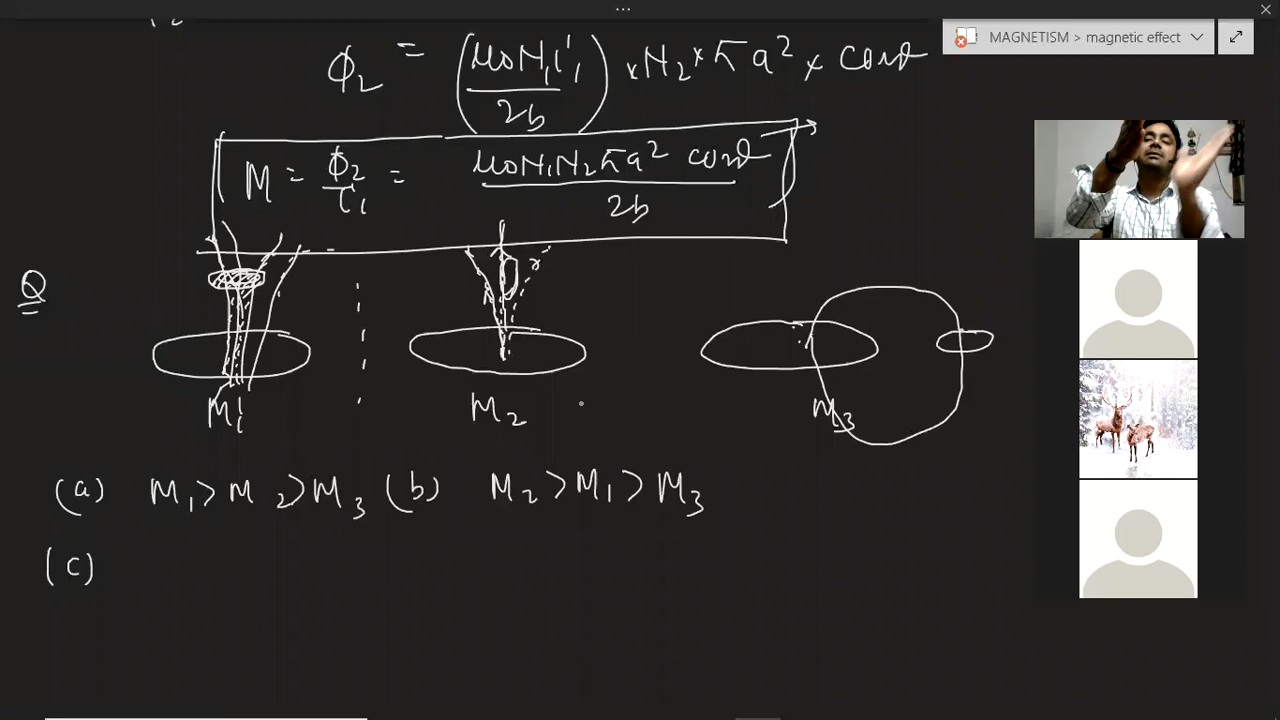 ...
MAGNETISM > magnetic effect
ϕ₂ = (μ₀N₁i₁ / 2b) × N₂ × πa² × cosθ
M = ϕ₂/i₁ = μ₀N₁N₂πa² cosθ / 2b
Q
M₁ M₂ M₃
(a) M₁ > M₂ > M₃ (b) M₂ > M₁ > M₃
(c)